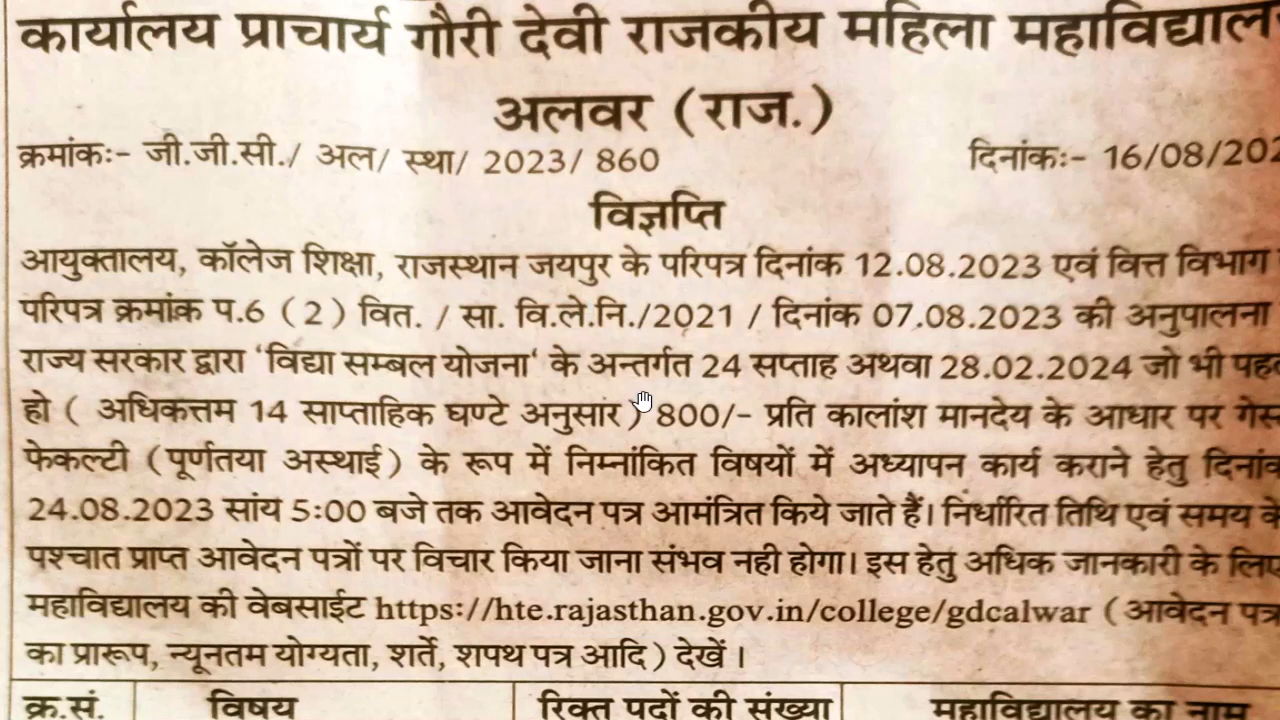 कार्यालय प्राचार्य गौरी देवी राजकीय महिला महाविद्याल
अलवर (राज.)
क्रमांकः- जी.जी.सी./ अल/ स्था/ 2023/ 860 दिनांकः- 16/08/202
विज्ञप्ति
आयुक्तालय, कॉलेज शिक्षा, राजस्थान जयपुर के परिपत्र दिनांक 12.08.2023 एवं वित्त विभाग
परिपत्र क्रमांक प.6 (2) वित. / सा. वि.ले.नि./2021 / दिनांक 07.08.2023 की अनुपालना
राज्य सरकार द्वारा 'विद्या सम्बल योजना' के अन्तर्गत 24 सप्ताह अथवा 28.02.2024 जो भी पहल
हो ( अधिकत्तम 14 साप्ताहिक घण्टे अनुसार) 800/- प्रति कालांश मानदेय के आधार पर गेस
फेकल्टी (पूर्णतया अस्थाई) के रूप में निम्नांकित विषयों में अध्यापन कार्य कराने हेतु दिनांक
24.08.2023 सांय 5:00 बजे तक आवेदन पत्र आमंत्रित किये जाते हैं। निर्धारित तिथि एवं समय के
पश्चात प्राप्त आवेदन पत्रों पर विचार किया जाना संभव नही होगा। इस हेतु अधिक जानकारी के लिए
महाविद्यालय की वेबसाईट https://hte.rajasthan.gov.in/college/gdcalwar (आवेदन पत्र
का प्रारूप, न्यूनतम योग्यता, शर्ते, शपथ पत्र आदि) देखें ।
क्र.सं. विषय रिक्त पदों की संख्या महाविद्यालय का नाम